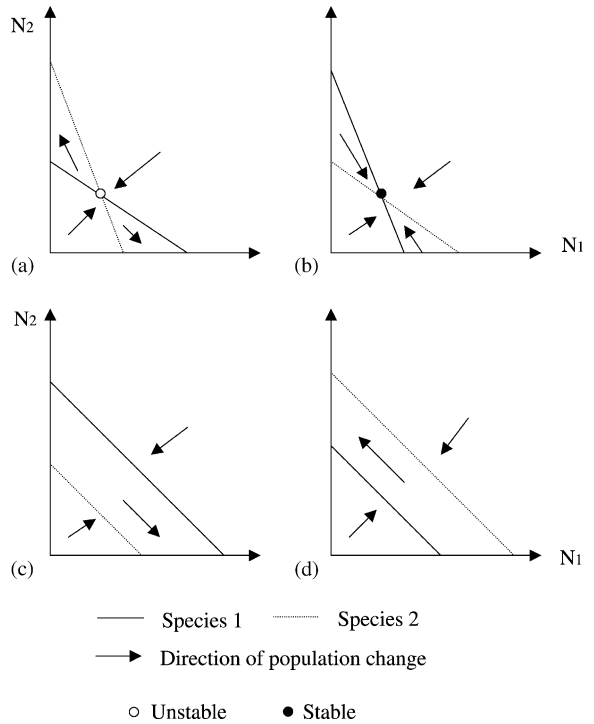 N2
(a)
(b)
N1
N2
(c)
(d)
N1
Species 1
Species 2
Direction of population change
Unstable
Stable